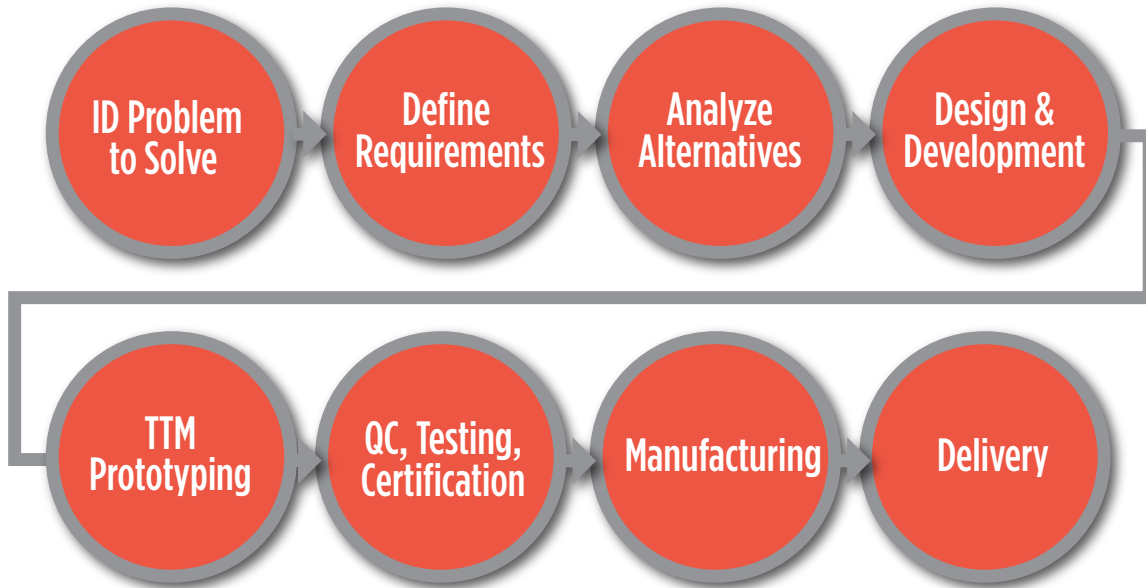 ID Problem
to Solve
Define
Requirements
Analyze
Alternatives
Design &
Development
TTM
Prototyping
QC, Testing,
Certification
Manufacturing
Delivery